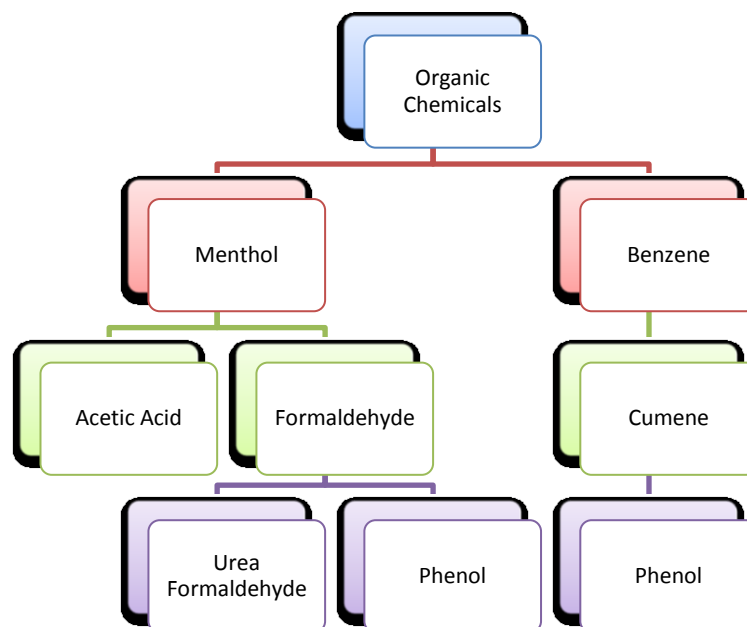 Organic
Chemicals
Menthol
Benzene
Acetic Acid
Formaldehyde
Cumene
Urea
Formaldehyde
Phenol
Phenol